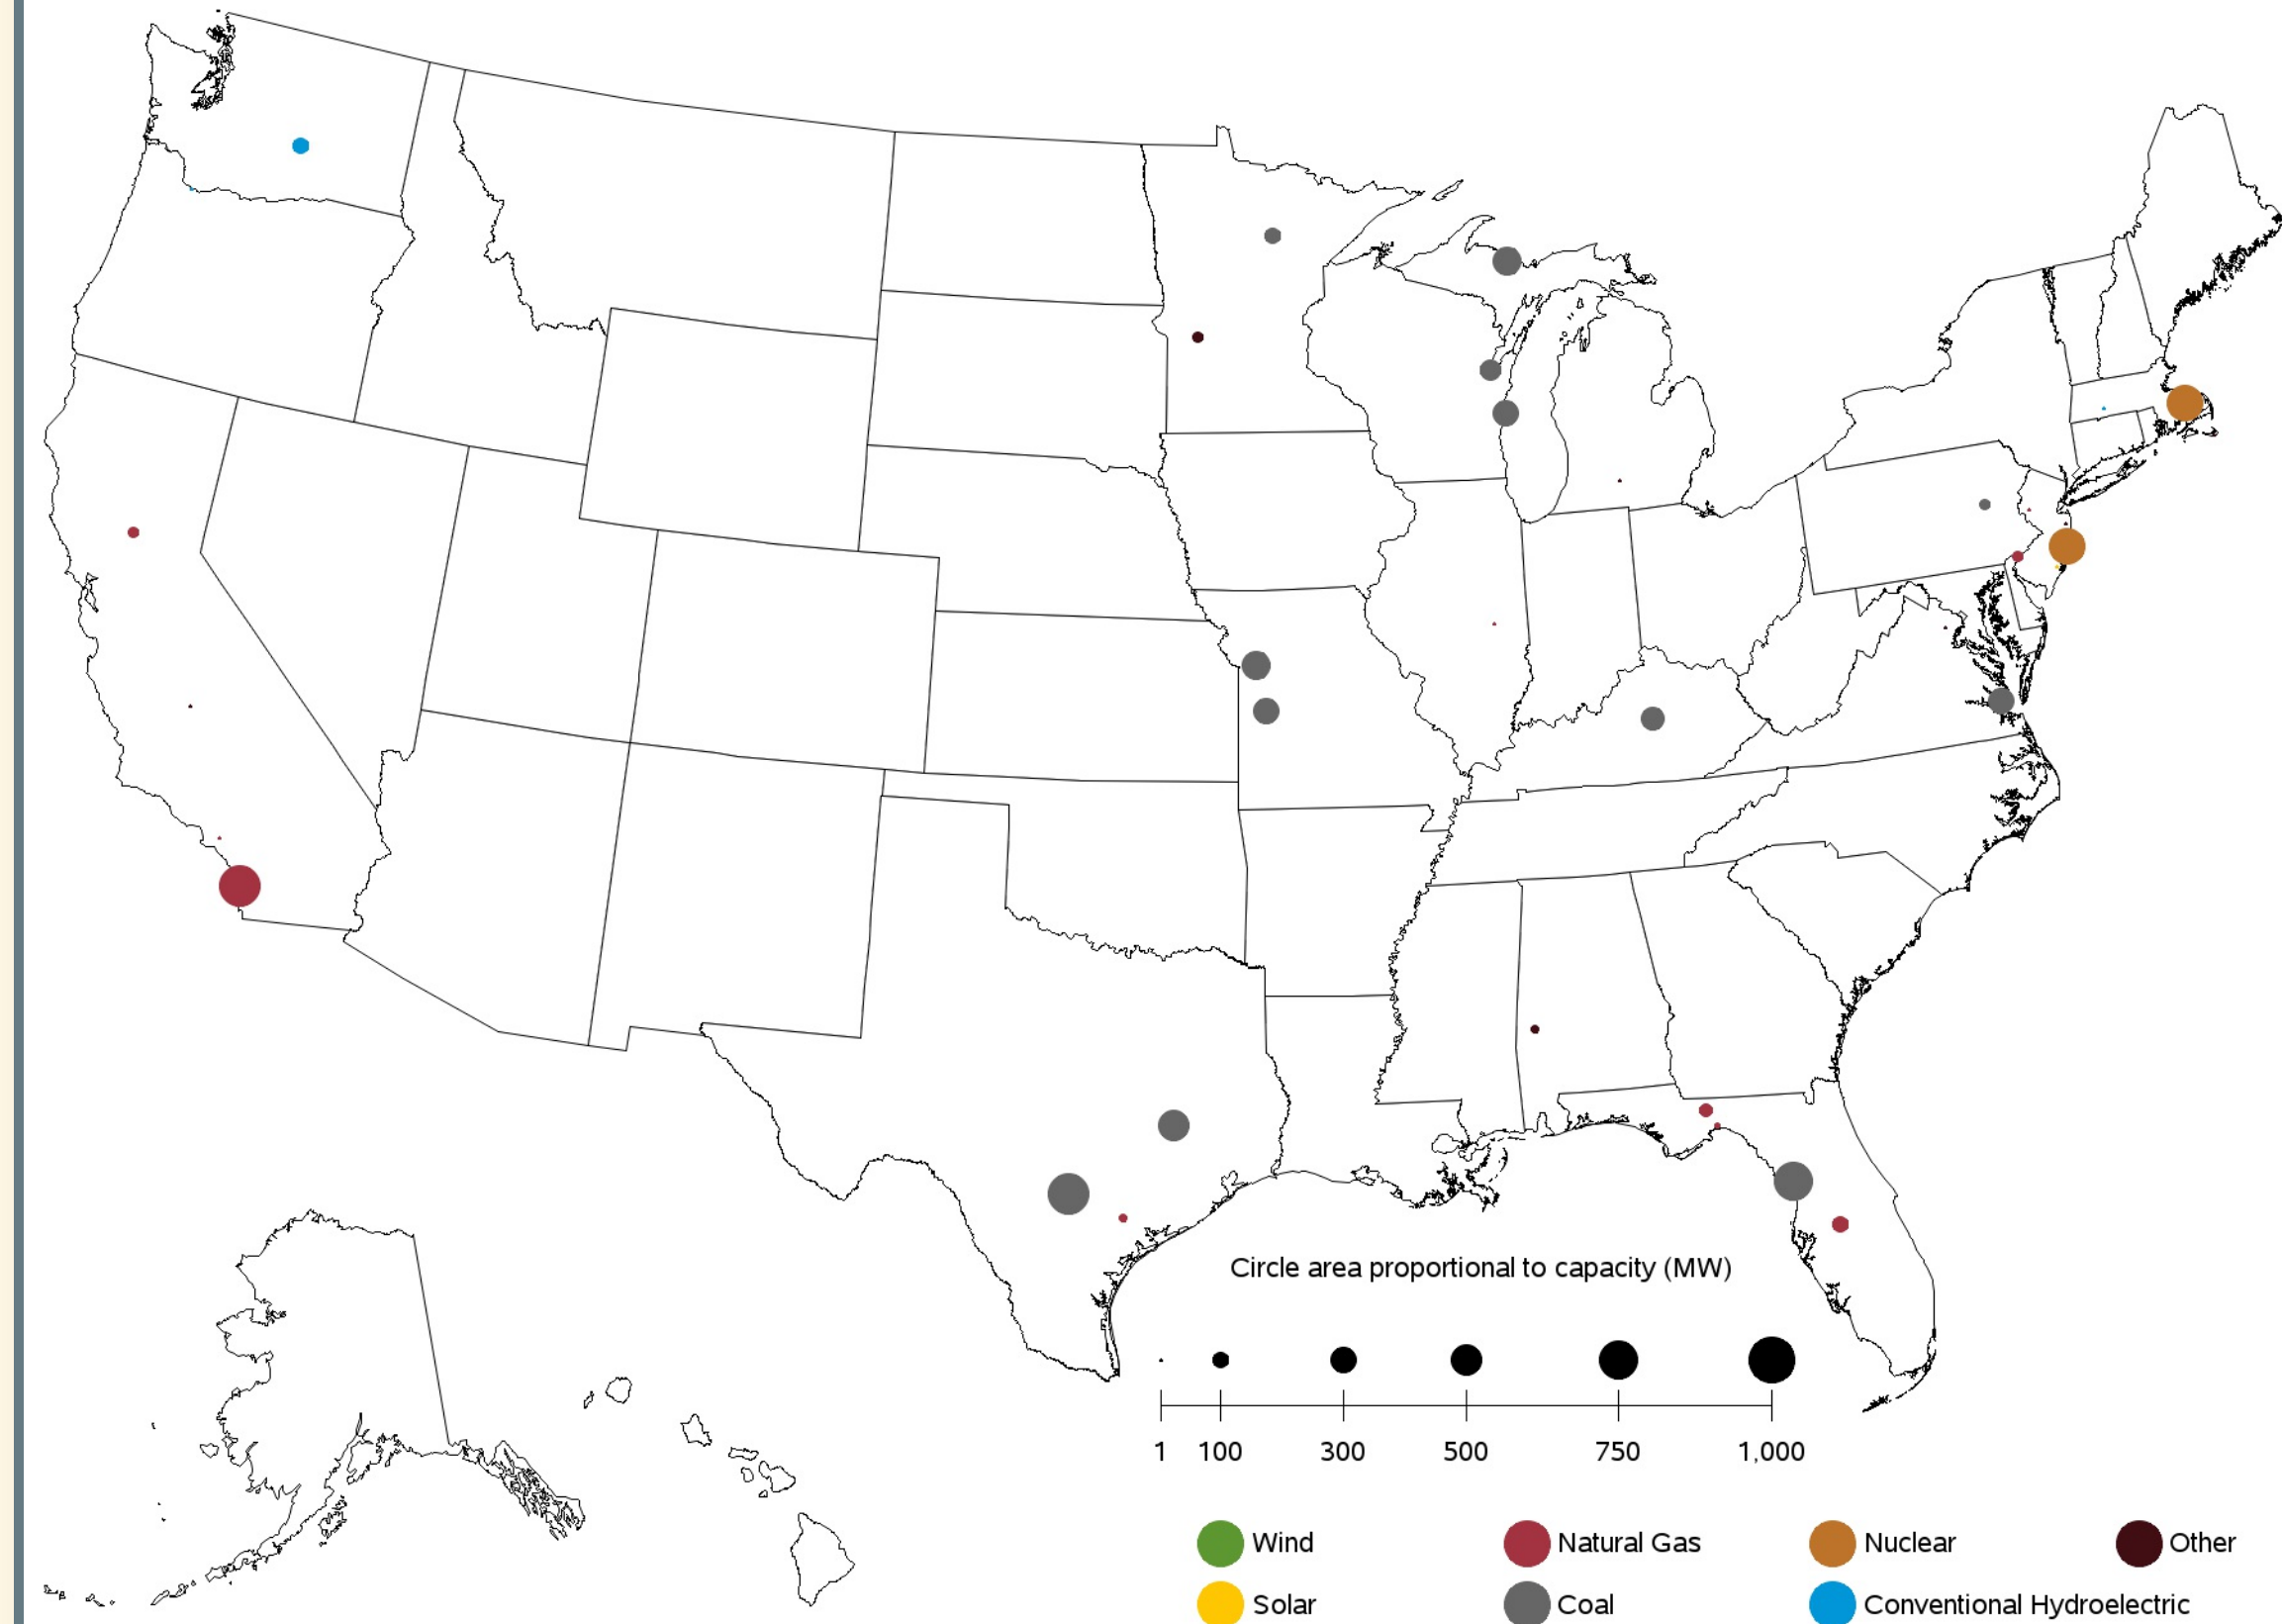 Circle area proportional to capacity (MW)
1 100 300 500 750 1,000
Wind Natural Gas Nuclear Other
Solar Coal Conventional Hydroelectric